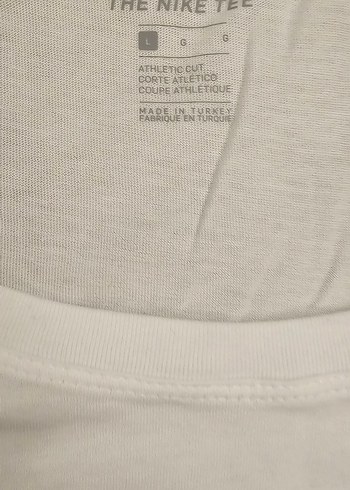 THE NIKE TEE
L G G
ATHLETIC CUT
CORTE ATLÉTICO
COUPE ATHLÉTIQUE
MADE IN TURKEY
FABRIQUÉ EN TURQUIE